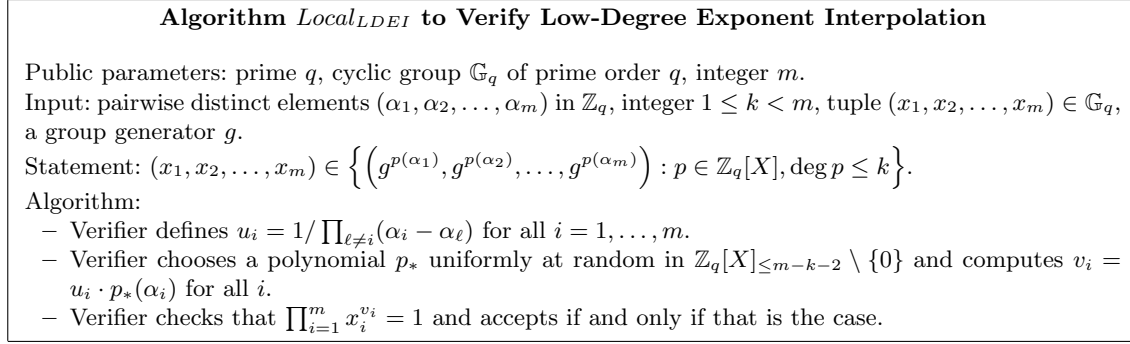 Algorithm Local_{LDEI} to Verify Low-Degree Exponent Interpolation
Public parameters: prime q, cyclic group 𝔾_q of prime order q, integer m.
Input: pairwise distinct elements (α_1, α_2, . . . , α_m) in ℤ_q, integer 1 ≤ k < m, tuple (x_1, x_2, . . . , x_m) ∈ 𝔾_q,
a group generator g.
Statement: (x_1, x_2, . . . , x_m) ∈ {(g^{p(α_1)}, g^{p(α_2)}, . . . , g^{p(α_m)}) : p ∈ ℤ_q[X], deg p ≤ k}.
Algorithm:
– Verifier defines u_i = 1/∏_{ℓ≠i}(α_i − α_ℓ) for all i = 1, . . . , m.
– Verifier chooses a polynomial p_* uniformly at random in ℤ_q[X]_{≤m−k−2} \ {0} and computes v_i =
u_i · p_*(α_i) for all i.
– Verifier checks that ∏_{i=1}^{m} x_i^{v_i} = 1 and accepts if and only if that is the case.